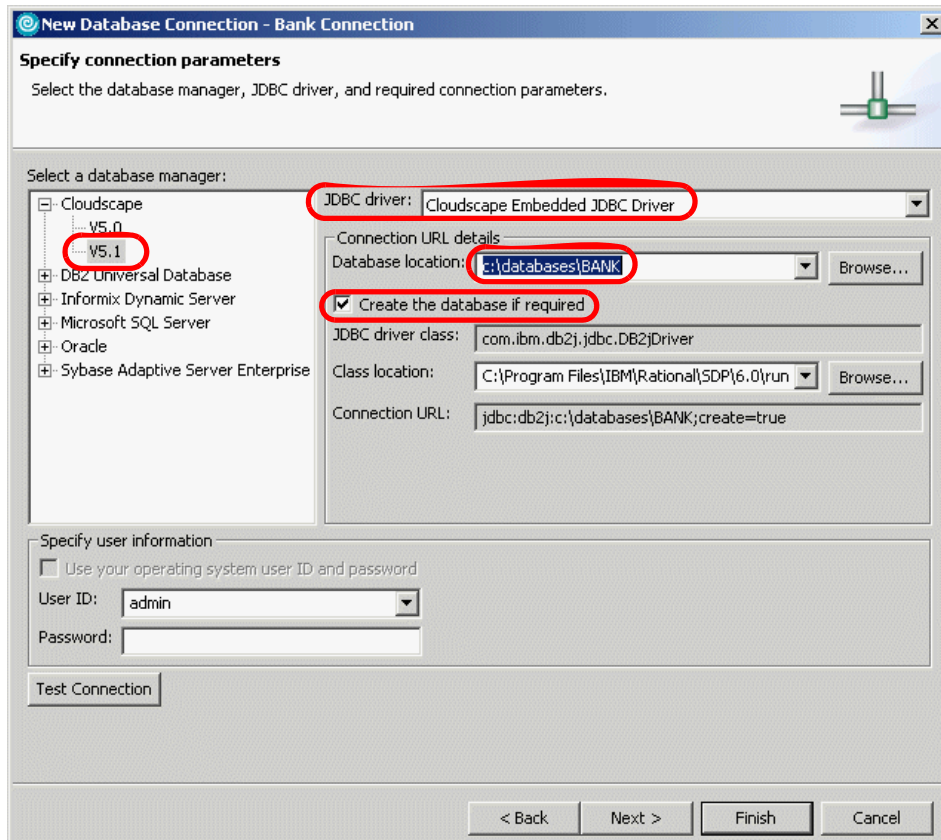 New Database Connection - Bank Connection
Specify connection parameters
Select the database manager, JDBC driver, and required connection parameters.
Select a database manager:
Cloudscape
V5.0
V5.1
DB2 Universal Database
Informix Dynamic Server
Microsoft SQL Server
Oracle
Sybase Adaptive Server Enterprise
JDBC driver: Cloudscape Embedded JDBC Driver
Connection URL details
Database location: c:\databases\BANK Browse...
Create the database if required
JDBC driver class: com.ibm.db2j.jdbc.DB2jDriver
Class location: C:\Program Files\IBM\Rational\SDP\6.0\run Browse...
Connection URL: jdbc:db2j:c:\databases\BANK;create=true
Specify user information
Use your operating system user ID and password
User ID: admin
Password:
Test Connection
< Back Next > Finish Cancel